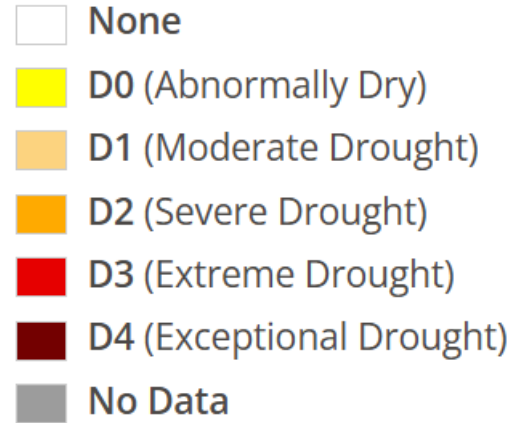 None
D0 (Abnormally Dry)
D1 (Moderate Drought)
D2 (Severe Drought)
D3 (Extreme Drought)
D4 (Exceptional Drought)
No Data